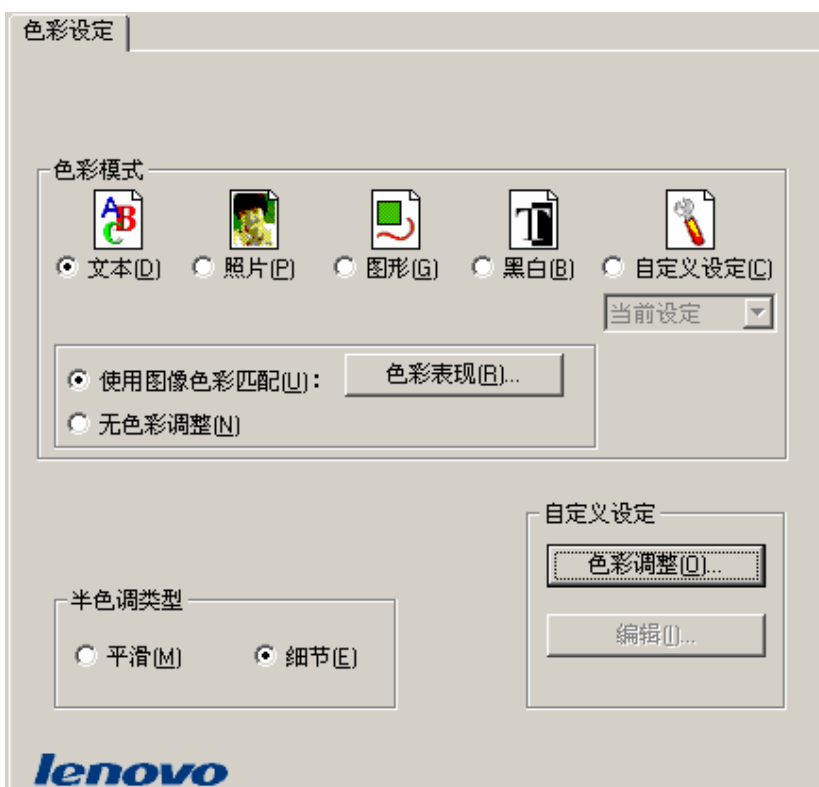 色彩设定
色彩模式
文本(D) 照片(P) 图形(G) 黑白(B) 自定义设定(C)
当前设定
使用图像色彩匹配(U)： 色彩表现(R)...
无色彩调整(N)
自定义设定
色彩调整(O)...
半色调类型
编辑(I)...
平滑(M) 细节(E)
lenovo